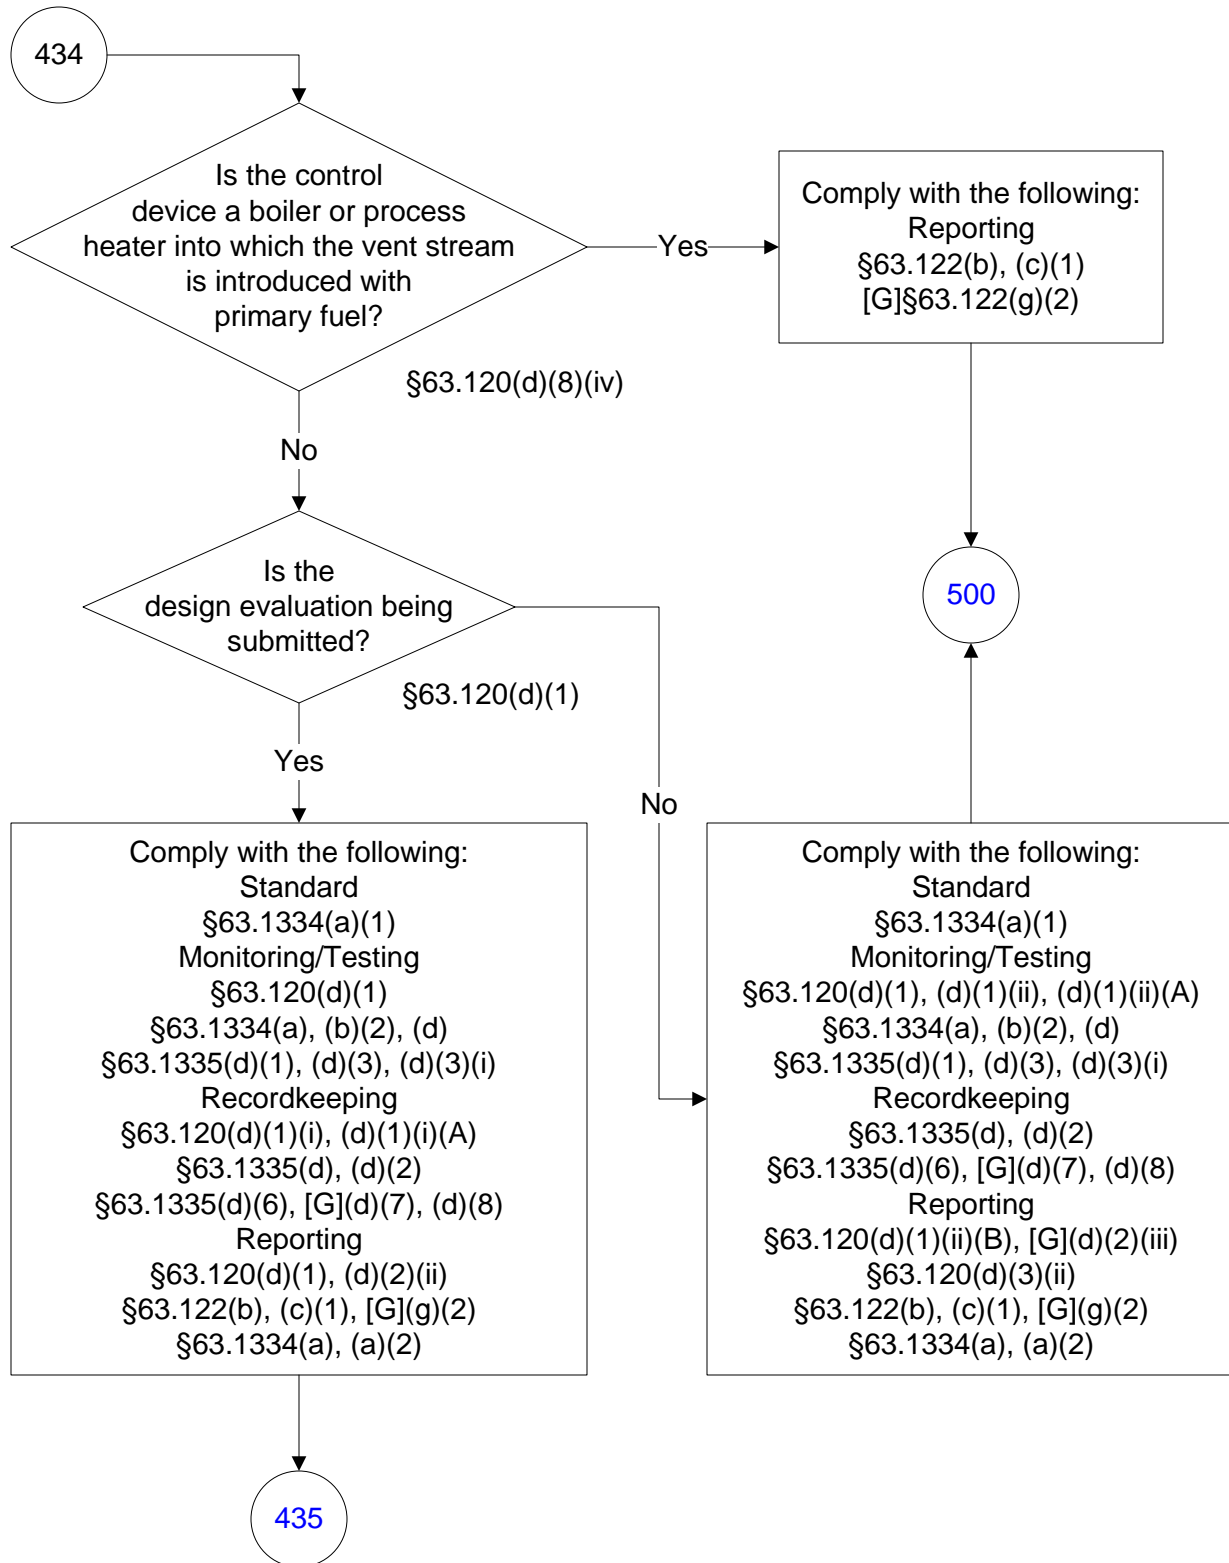 434
Is the control
device a boiler or process
heater into which the vent stream
is introduced with
primary fuel?
Yes
Comply with the following:
Reporting
§63.122(b), (c)(1)
[G]§63.122(g)(2)
§63.120(d)(8)(iv)
No
Is the
design evaluation being
submitted?
500
§63.120(d)(1)
Yes
No
Comply with the following:
Standard
§63.1334(a)(1)
Monitoring/Testing
§63.120(d)(1)
§63.1334(a), (b)(2), (d)
§63.1335(d)(1), (d)(3), (d)(3)(i)
Recordkeeping
§63.120(d)(1)(i), (d)(1)(i)(A)
§63.1335(d), (d)(2)
§63.1335(d)(6), [G](d)(7), (d)(8)
Reporting
§63.120(d)(1), (d)(2)(ii)
§63.122(b), (c)(1), [G](g)(2)
§63.1334(a), (a)(2)
Comply with the following:
Standard
§63.1334(a)(1)
Monitoring/Testing
§63.120(d)(1), (d)(1)(ii), (d)(1)(ii)(A)
§63.1334(a), (b)(2), (d)
§63.1335(d)(1), (d)(3), (d)(3)(i)
Recordkeeping
§63.1335(d), (d)(2)
§63.1335(d)(6), [G](d)(7), (d)(8)
Reporting
§63.120(d)(1)(ii)(B), [G](d)(2)(iii)
§63.120(d)(3)(ii)
§63.122(b), (c)(1), [G](g)(2)
§63.1334(a), (a)(2)
435